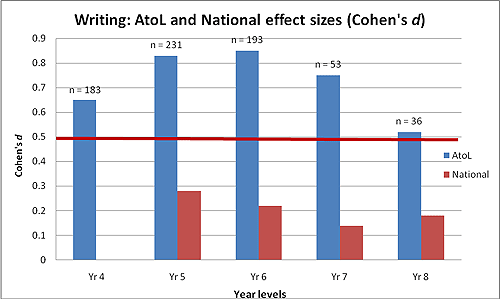 Writing: AtoL and National effect sizes (Cohen's d)
0.9
0.8
0.7
0.6
0.5
0.4
0.3
0.2
0.1
0
Cohen's d
n = 183
n = 231
n = 193
n = 53
n = 36
AtoL
National
Yr 4
Yr 5
Yr 6
Yr 7
Yr 8
Year levels